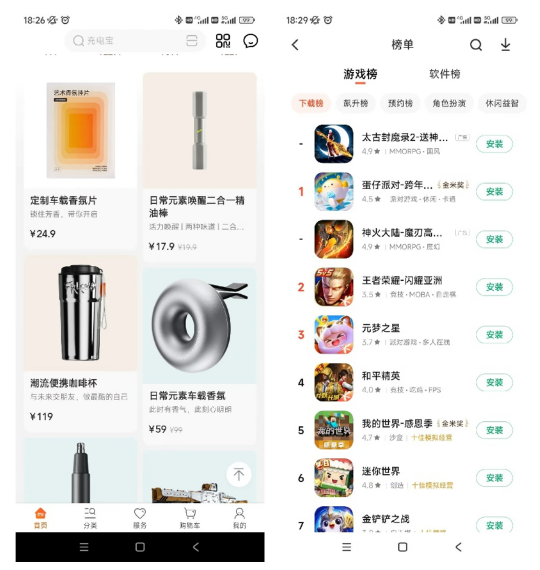 18:26
99
充电宝
艺术香氛片
定制车载香氛片
锁住芳香，带你开启
¥24.9
日常元素唤醒二合一精
油棒
活力唤醒 | 两种味道 | 二合一...
¥17.9 ¥19.9
潮流便携咖啡杯
与未来交朋友，做最酷的自己
¥119
日常元素车载香氛
此时有香气，此刻心明朗
¥59 ¥99
首页
分类
服务
购物车
我的
18:29
99
榜单
游戏榜
软件榜
下载榜
飙升榜
预约榜
角色扮演
休闲益智
-
太古封魔录2-送神...
广告
4.9★ | MMORPG · 国风
安装
1
蛋仔派对-跨年...
金米奖
4.5★ | 派对游戏 · 休闲 · 卡通
安装
-
神火大陆-魔刃高...
广告
4.9★ | MMORPG · 魔幻
安装
2
王者荣耀-闪耀亚洲
3.5★ | 竞技 · MOBA · 自走棋
安装
3
元梦之星
3.7★ | 派对游戏 · 多人在线
安装
4
和平精英
4.0★ | 竞技 · 吃鸡 · FPS
安装
5
我的世界-感恩季
金米奖
4.7★ | 沙盒 | 十佳模拟经营
安装
6
迷你世界
4.8★ | 创造 | 十佳模拟经营
安装
7
金铲铲之战
安装